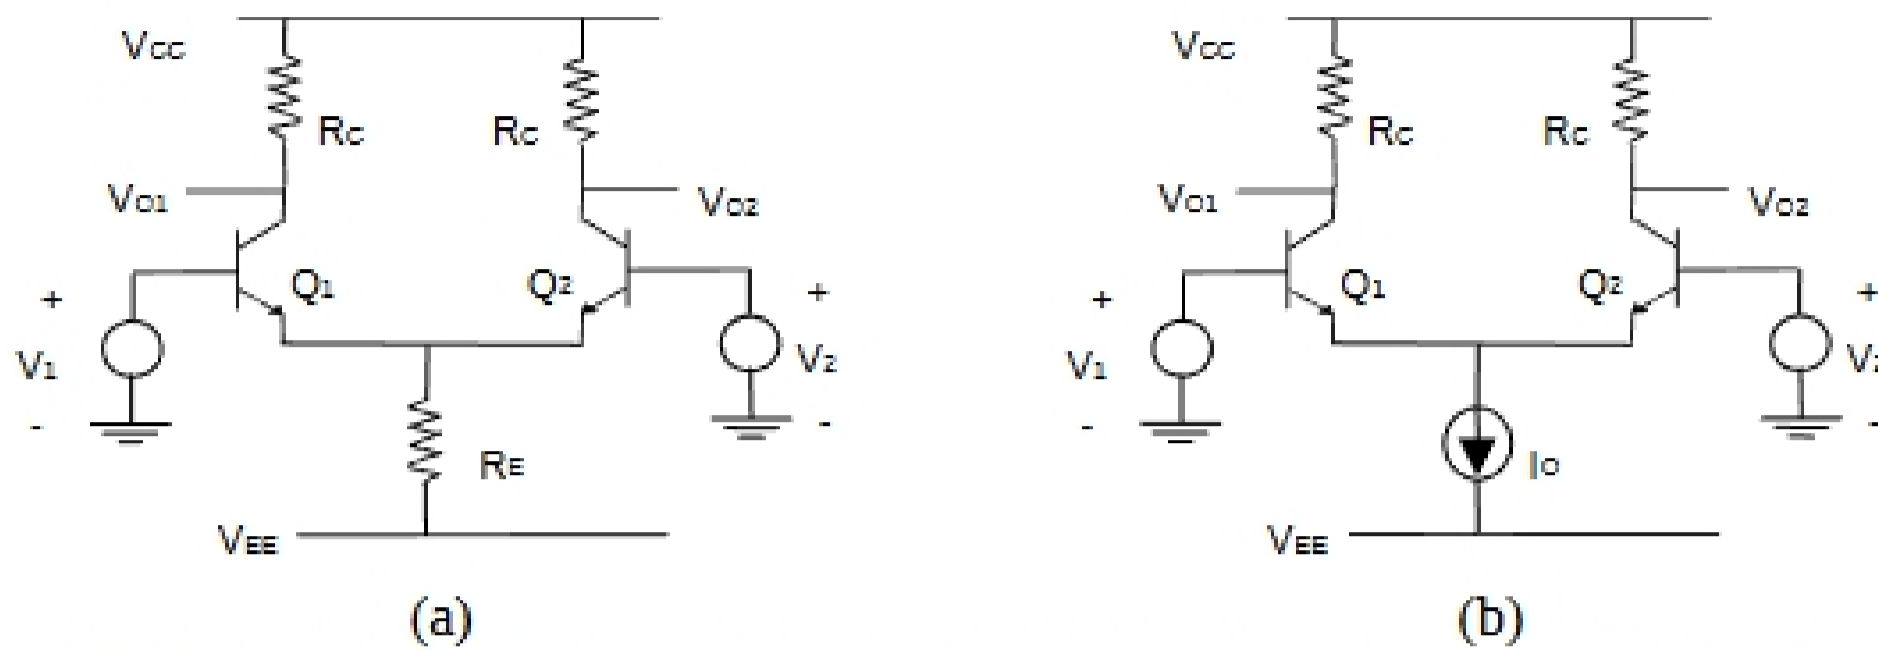 VCC
RC
RC
VO1
VO2
Q1
Q2
+
V1
-
+
V2
-
RE
VEE
(a)
VCC
RC
RC
VO1
VO2
Q1
Q2
+
V1
-
+
V2
-
IO
VEE
(b)